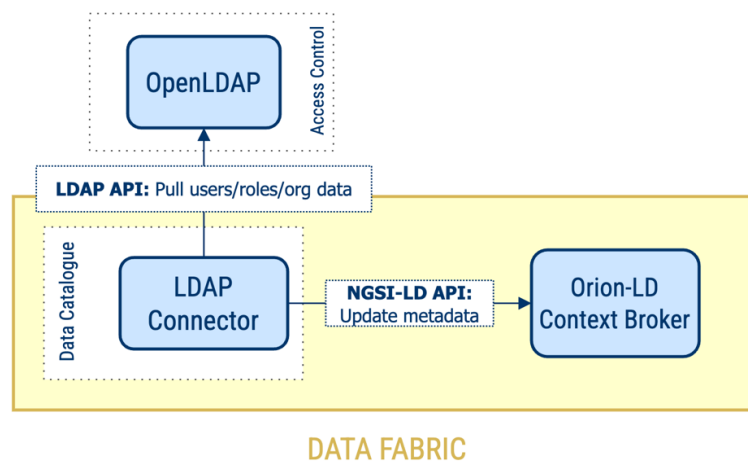 OpenLDAP
Access Control
LDAP API: Pull users/roles/org data
Data Catalogue
LDAP
Connector
NGSI-LD API:
Update metadata
Orion-LD
Context Broker
DATA FABRIC